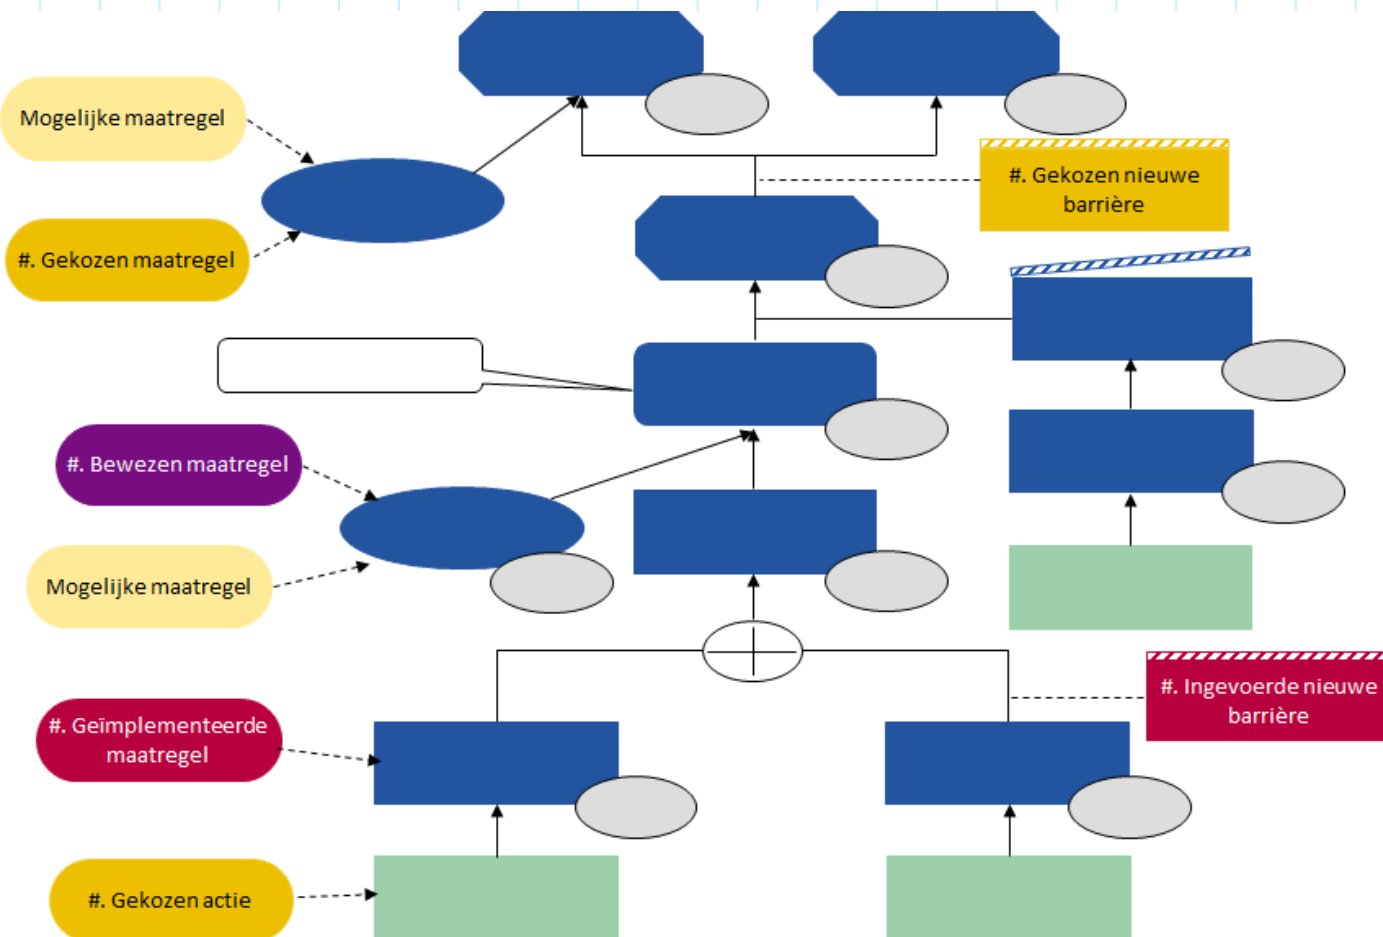 Mogelijke maatregel
#. Gekozen nieuwe
barrière
#. Gekozen maatregel
#. Bewezen maatregel
Mogelijke maatregel
#. Geïmplementeerde
maatregel
#. Ingevoerde nieuwe
barrière
#. Gekozen actie